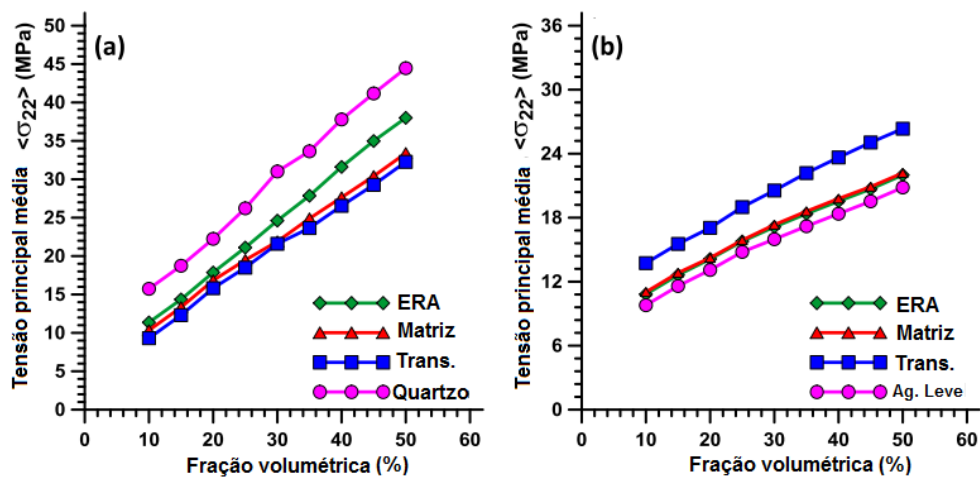 (a)
Tensão principal média <σ22> (MPa)
50
45
40
35
30
25
20
15
10
5
0
0 10 20 30 40 50 60
Fração volumétrica (%)
ERA
Matriz
Trans.
Quartzo
(b)
Tensão principal média <σ22> (MPa)
36
30
24
18
12
6
0
0 10 20 30 40 50 60
Fração volumétrica (%)
ERA
Matriz
Trans.
Ag. Leve